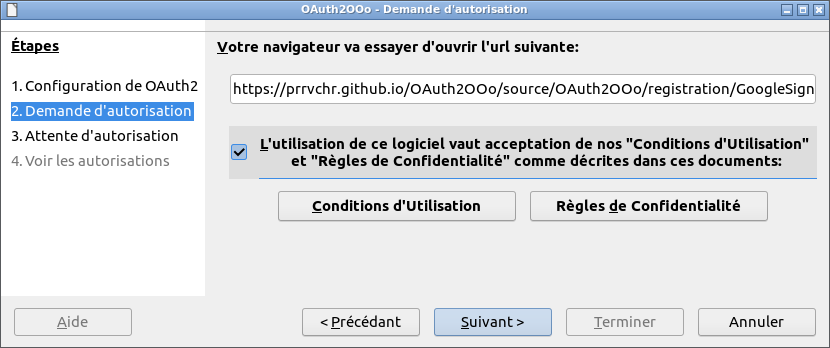 OAuth2OOo - Demande d'autorisation
Étapes
1. Configuration de OAuth2
2. Demande d'autorisation
3. Attente d'autorisation
4. Voir les autorisations
Votre navigateur va essayer d'ouvrir l'url suivante:
https://prrvchr.github.io/OAuth2OOo/source/OAuth2OOo/registration/GoogleSign
L'utilisation de ce logiciel vaut acceptation de nos "Conditions d'Utilisation"
et "Règles de Confidentialité" comme décrites dans ces documents:
Conditions d'Utilisation
Règles de Confidentialité
Aide
< Précédant
Suivant >
Terminer
Annuler